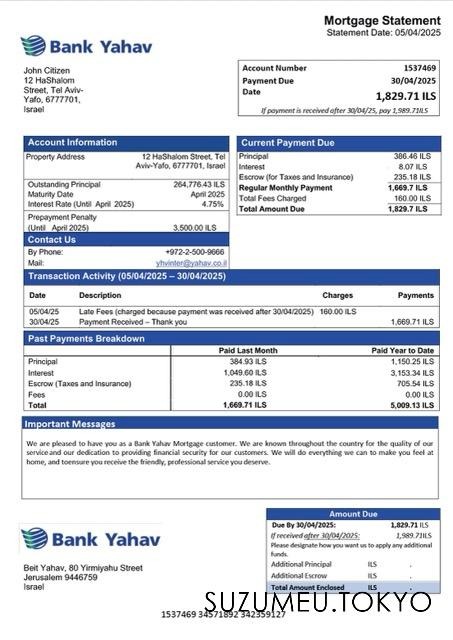 Mortgage Statement
Statement Date: 05/04/2025
Bank Yahav
John Citizen
12 HaShalom
Street, Tel Aviv-
Yafo, 6777701,
Israel
Account Number 1537469
Payment Due 30/04/2025
Date
1,829.71 ILS
If payment is received after 30/04/25, pay 1,989.71ILS
Account Information
Property Address 12 HaShalom Street, Tel
Aviv-Yafo, 6777701, Israel
Outstanding Principal 264,776.43 ILS
Maturity Date April 2025
Interest Rate (Until April 2025) 4.75%
Prepayment Penalty
(Until April 2025) 3,500.00 ILS
Contact Us
By Phone: +972-2-500-9666
Mail: yhvinter@yahav.co.il
Current Payment Due
Principal 386.46 ILS
Interest 8.07 ILS
Escrow (for Taxes and Insurance) 235.18 ILS
Regular Monthly Payment 1,669.7 ILS
Total Fees Charged 160.00 ILS
Total Amount Due 1,829.7 ILS
Transaction Activity (05/04/2025 – 30/04/2025)
Date Description Charges Payments
05/04/25 Late Fees (charged because payment was received after 30/04/2025) 160.00 ILS
30/04/25 Payment Received – Thank you 1,669.71 ILS
Past Payments Breakdown
Paid Last Month Paid Year to Date
Principal 384.93 ILS 1,150.25 ILS
Interest 1,049.60 ILS 3,153.34 ILS
Escrow (Taxes and Insurance) 235.18 ILS 705.54 ILS
Fees 0.00 ILS 0.00 ILS
Total 1,669.71 ILS 5,009.13 ILS
Important Messages
We are pleased to have you as a Bank Yahav Mortgage customer. We are known throughout the country for the quality of our
service and our dedication to providing financial security for our customers. We will do everything we can to make you feel at
home, and toensure you receive the friendly, professional service you deserve.
Bank Yahav
Beit Yahav, 80 Yirmiyahu Street
Jerusalem 9446759
Israel
Amount Due
Due By 30/04/2025: 1,829.71 ILS
If received after 30/04/2025: 1,989.71ILS
Please designate how you want us to apply any additional
funds.
Additional Principal ILS .
Additional Escrow ILS .
Total Amount Enclosed ILS .
SUZUMEU.TOKYO
1537469 34571892 342359127